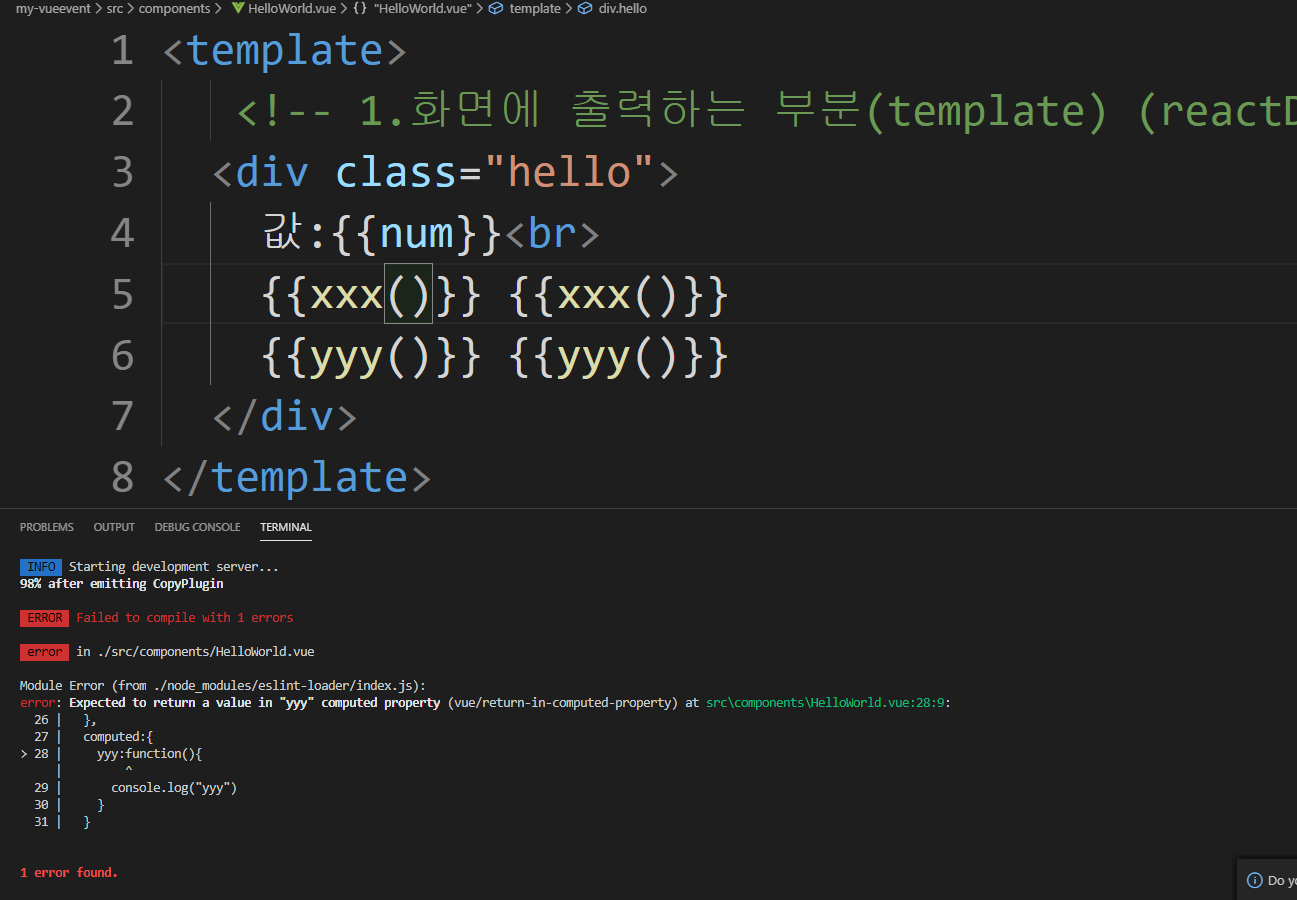 my-vueevent > src > components > HelloWorld.vue > {} "HelloWorld.vue" > template > div.hello
1 <template>
2 <!-- 1.화면에 출력하는 부분(template) (reactD
3 <div class="hello">
4 값:{{num}}<br>
5 {{xxx()}} {{xxx()}}
6 {{yyy()}} {{yyy()}}
7 </div>
8 </template>
PROBLEMS OUTPUT DEBUG CONSOLE TERMINAL
INFO Starting development server...
98% after emitting CopyPlugin
ERROR Failed to compile with 1 errors
error in ./src/components/HelloWorld.vue
Module Error (from ./node_modules/eslint-loader/index.js):
error: Expected to return a value in "yyy" computed property (vue/return-in-computed-property) at src\components\HelloWorld.vue:28:9:
26 | },
27 | computed:{
> 28 | yyy:function(){
| ^
29 | console.log("yyy")
30 | }
31 | }
1 error found.
Do yo